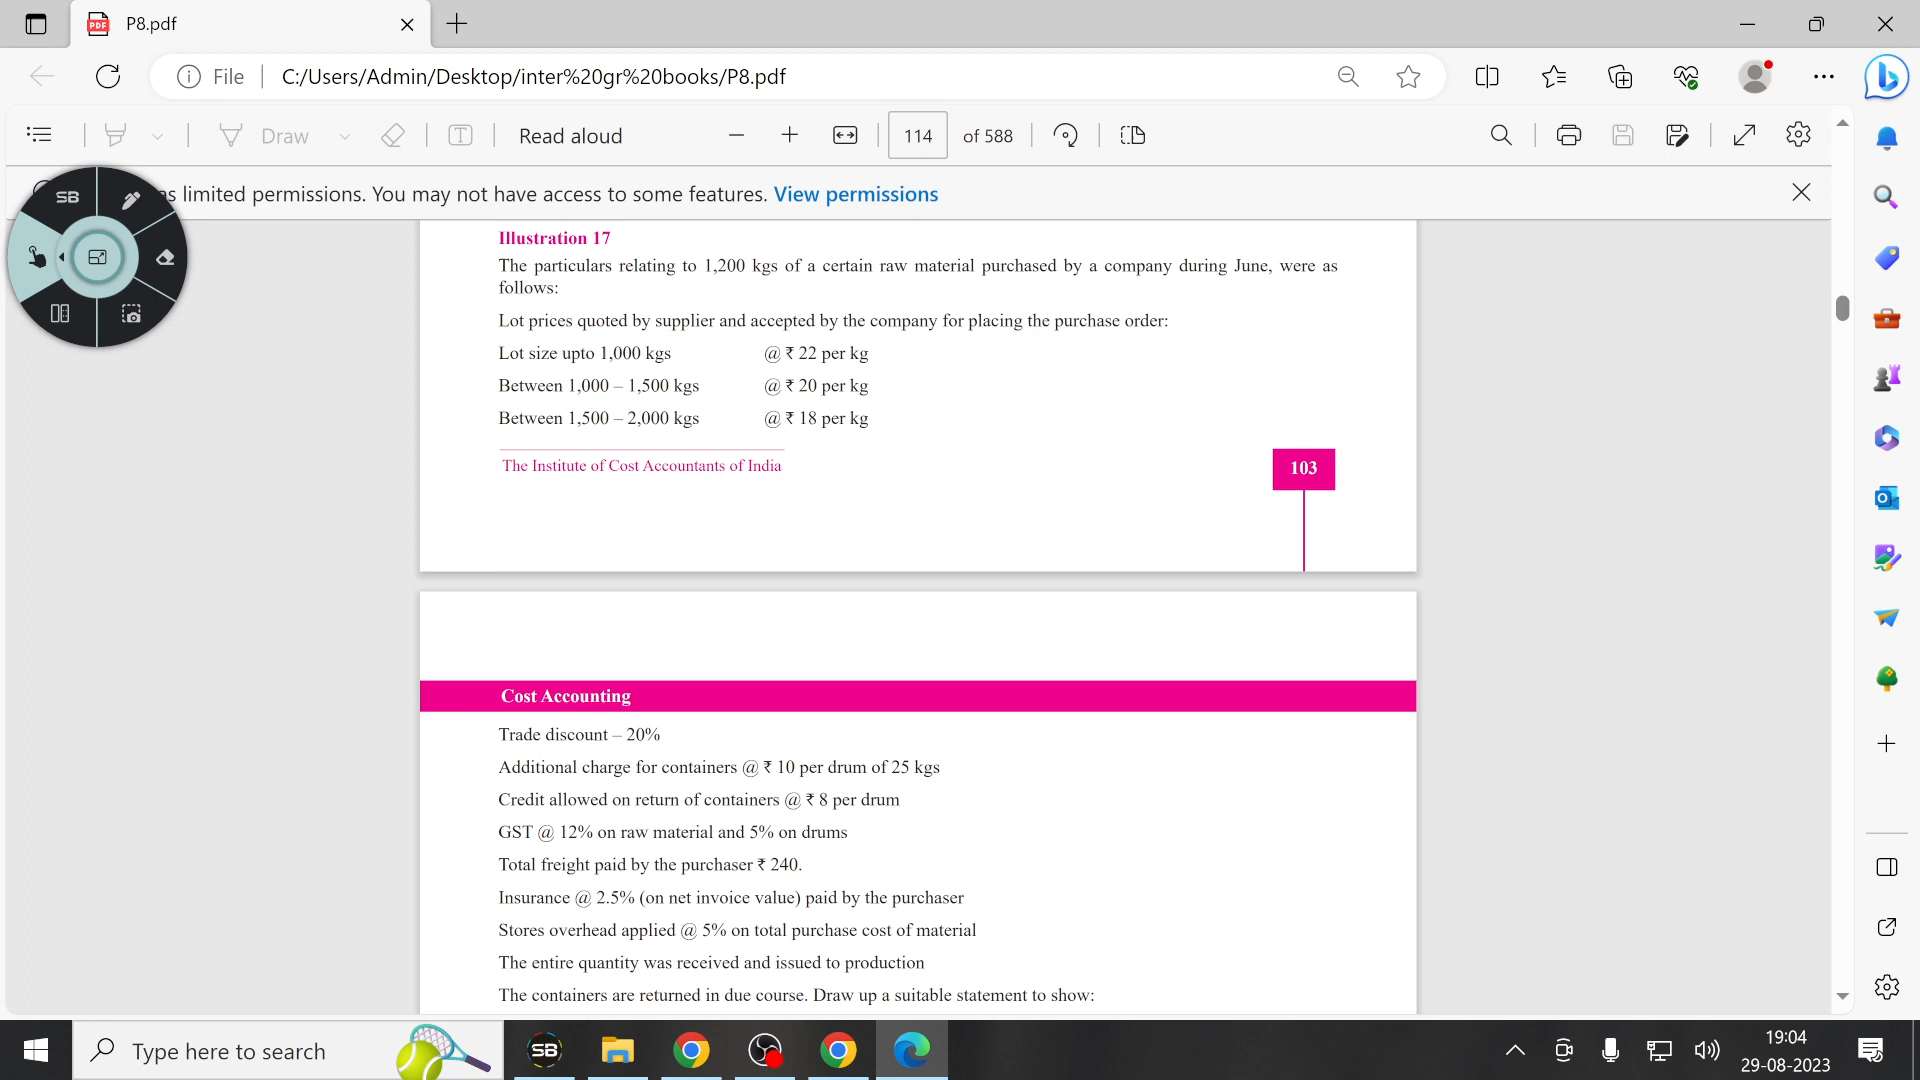 P8.pdf
File
C:/Users/Admin/Desktop/inter%20gr%20books/P8.pdf
Draw
Read aloud
114
of 588
SB
as limited permissions. You may not have access to some features. View permissions
Illustration 17
The particulars relating to 1,200 kgs of a certain raw material purchased by a company during June, were as
follows:
Lot prices quoted by supplier and accepted by the company for placing the purchase order:
Lot size upto 1,000 kgs @ ₹ 22 per kg
Between 1,000 – 1,500 kgs @ ₹ 20 per kg
Between 1,500 – 2,000 kgs @ ₹ 18 per kg
The Institute of Cost Accountants of India
103
Cost Accounting
Trade discount – 20%
Additional charge for containers @ ₹ 10 per drum of 25 kgs
Credit allowed on return of containers @ ₹ 8 per drum
GST @ 12% on raw material and 5% on drums
Total freight paid by the purchaser ₹ 240.
Insurance @ 2.5% (on net invoice value) paid by the purchaser
Stores overhead applied @ 5% on total purchase cost of material
The entire quantity was received and issued to production
The containers are returned in due course. Draw up a suitable statement to show:
Type here to search
SB
19:04
29-08-2023